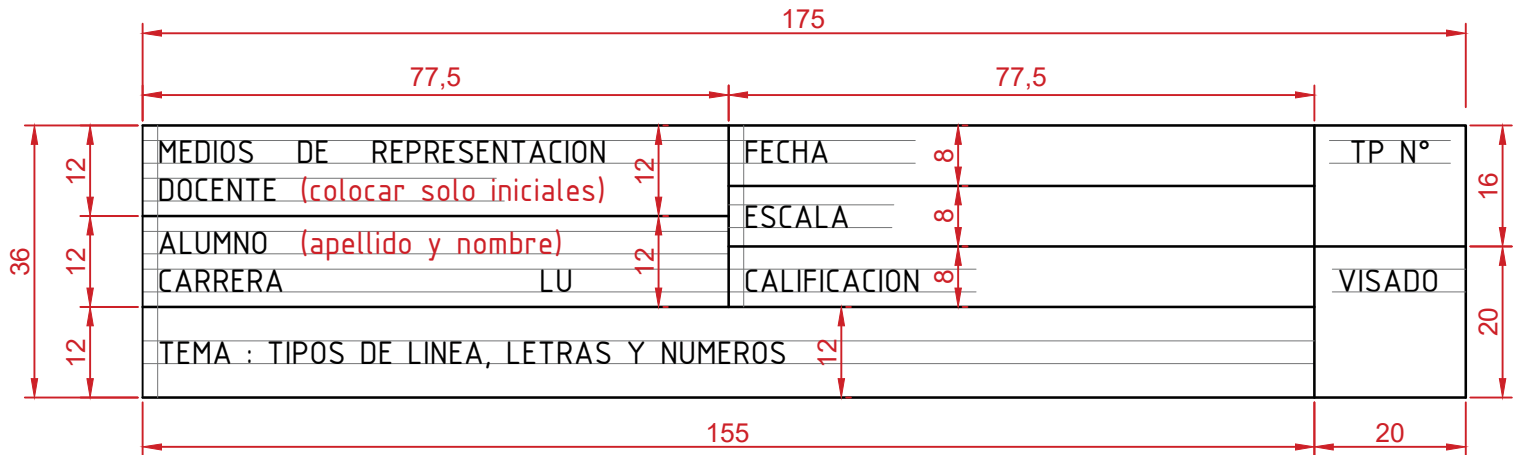 175
77,5 77,5
MEDIOS DE REPRESENTACION
DOCENTE (colocar solo iniciales)
12 12
FECHA
8
TP N°
16
ESCALA
8
36
ALUMNO (apellido y nombre)
CARRERA LU
12 12
CALIFICACION
8
VISADO
20
TEMA : TIPOS DE LINEA, LETRAS Y NUMEROS
12 12
155 20